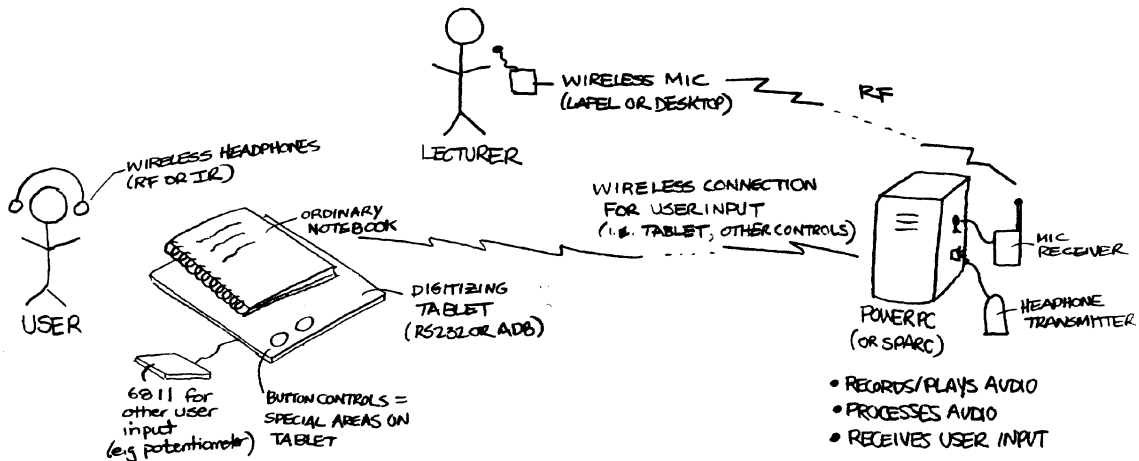 WIRELESS MIC
(LAPEL OR DESKTOP)
RF
LECTURER
WIRELESS HEADPHONES
(RF OR IR)
USER
ORDINARY
NOTEBOOK
WIRELESS CONNECTION
FOR USER INPUT
(i.e. TABLET, OTHER CONTROLS)
MIC
RECEIVER
DIGITIZING
TABLET
(RS232 OR ADB)
HEADPHONE
TRANSMITTER
POWERPC
(OR SPARC)
6811 for
other user
input
(e.g potentiometer)
BUTTON CONTROLS =
SPECIAL AREAS ON
TABLET
• RECORDS/PLAYS AUDIO
• PROCESSES AUDIO
• RECEIVES USER INPUT